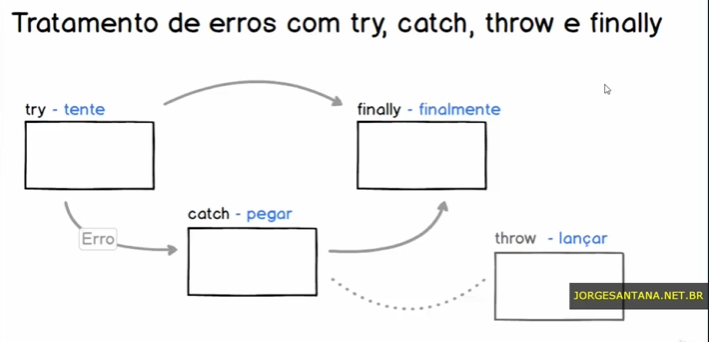 Tratamento de erros com try, catch, throw e finally
try - tente
finally - finalmente
catch - pegar
Erro
throw - lançar
JORGESANTANA.NET.BR